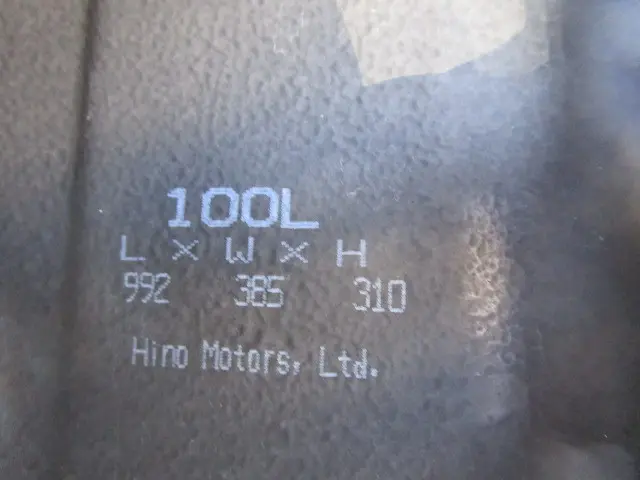 100L
L × W × H
992 385 310
Hino Motors, Ltd.